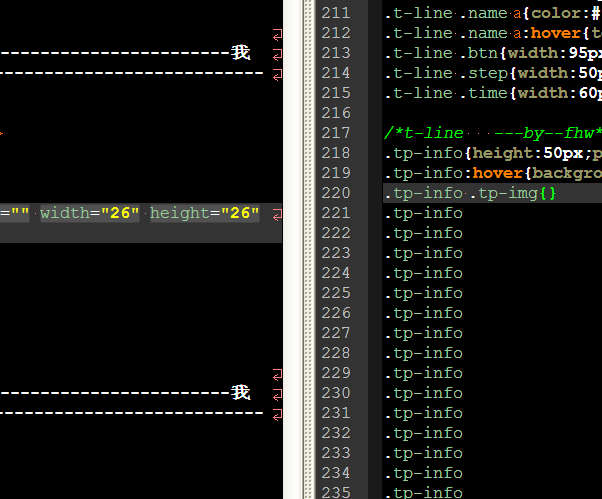 -----------------------我
--------------------------
="" width="26" height="26"
-----------------------我
--------------------------
211 .t-line .name a{color:#
212 .t-line .name a:hover{t
213 .t-line .btn{width:95px
214 .t-line .step{width:50p
215 .t-line .time{width:60p
216
217 /*t-line ---by--fhw*
218 .tp-info{height:50px;p
219 .tp-info:hover{backgro
220 .tp-info .tp-img{}
221 .tp-info
222 .tp-info
223 .tp-info
224 .tp-info
225 .tp-info
226 .tp-info
227 .tp-info
228 .tp-info
229 .tp-info
230 .tp-info
231 .tp-info
232 .tp-info
233 .tp-info
234 .tp-info
235 .tp-info